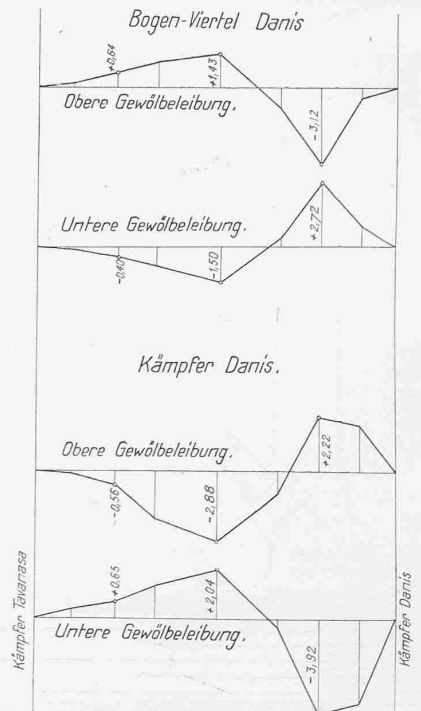 Bogen-Viertel Danis
+0,64
+1,43
Obere Gewölbeleibung.
-3,12
Untere Gewölbeleibung.
+2,72
-0,40
-1,50
Kämpfer Danis.
Obere Gewölbeleibung.
+2,22
-0,56
-2,88
+0,65
+2,04
Untere Gewölbeleibung.
-3,92
Kämpfer Tavanasa
Kämpfer Danis